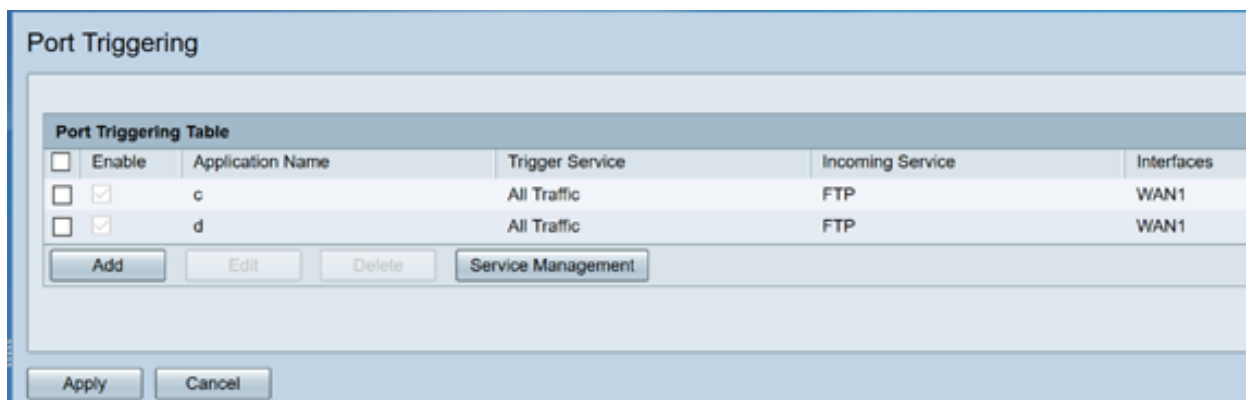 Port Triggering
Port Triggering Table
Enable Application Name Trigger Service Incoming Service Interfaces
c All Traffic FTP WAN1
d All Traffic FTP WAN1
Add Edit Delete Service Management
Apply Cancel